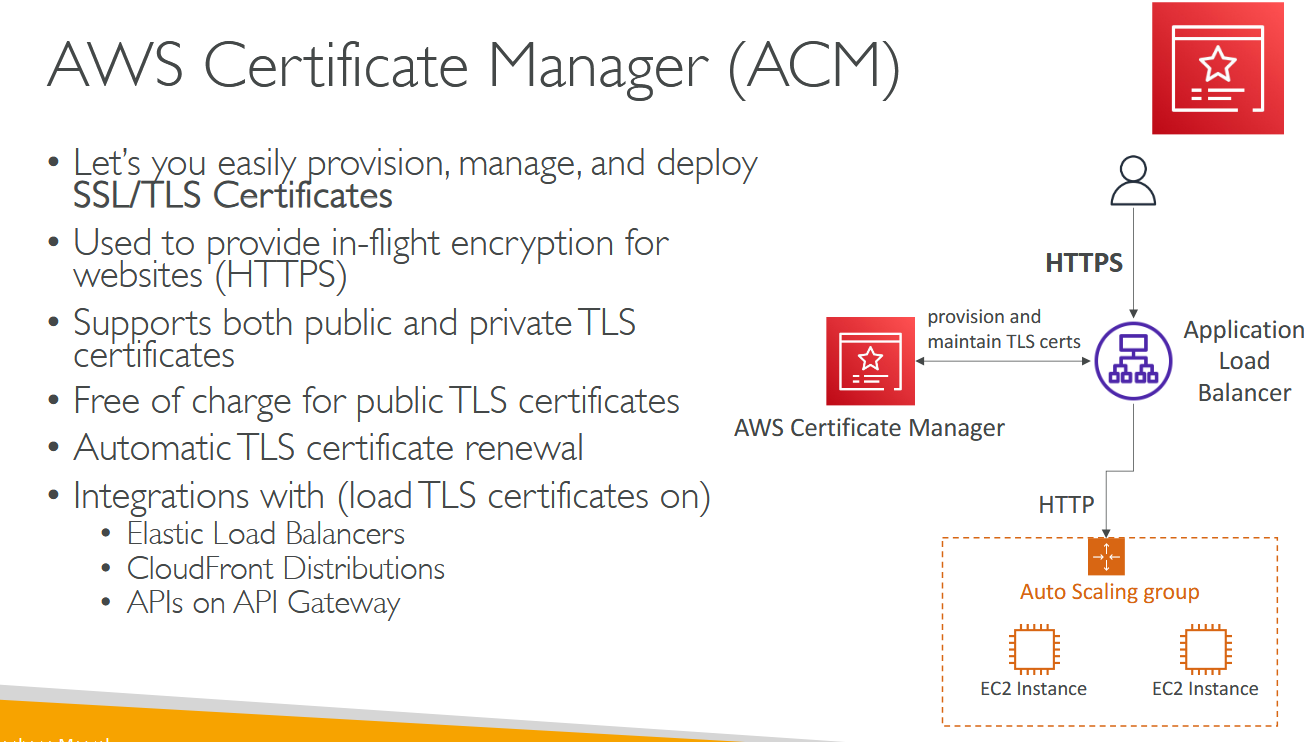 AWS Certificate Manager (ACM)
• Let's you easily provision, manage, and deploy
SSL/TLS Certificates
• Used to provide in-flight encryption for
websites (HTTPS)
• Supports both public and private TLS
certificates
• Free of charge for public TLS certificates
• Automatic TLS certificate renewal
• Integrations with (load TLS certificates on)
• Elastic Load Balancers
• CloudFront Distributions
• APIs on API Gateway
HTTPS
provision and
maintain TLS certs
Application
Load
Balancer
AWS Certificate Manager
HTTP
Auto Scaling group
EC2 Instance
EC2 Instance